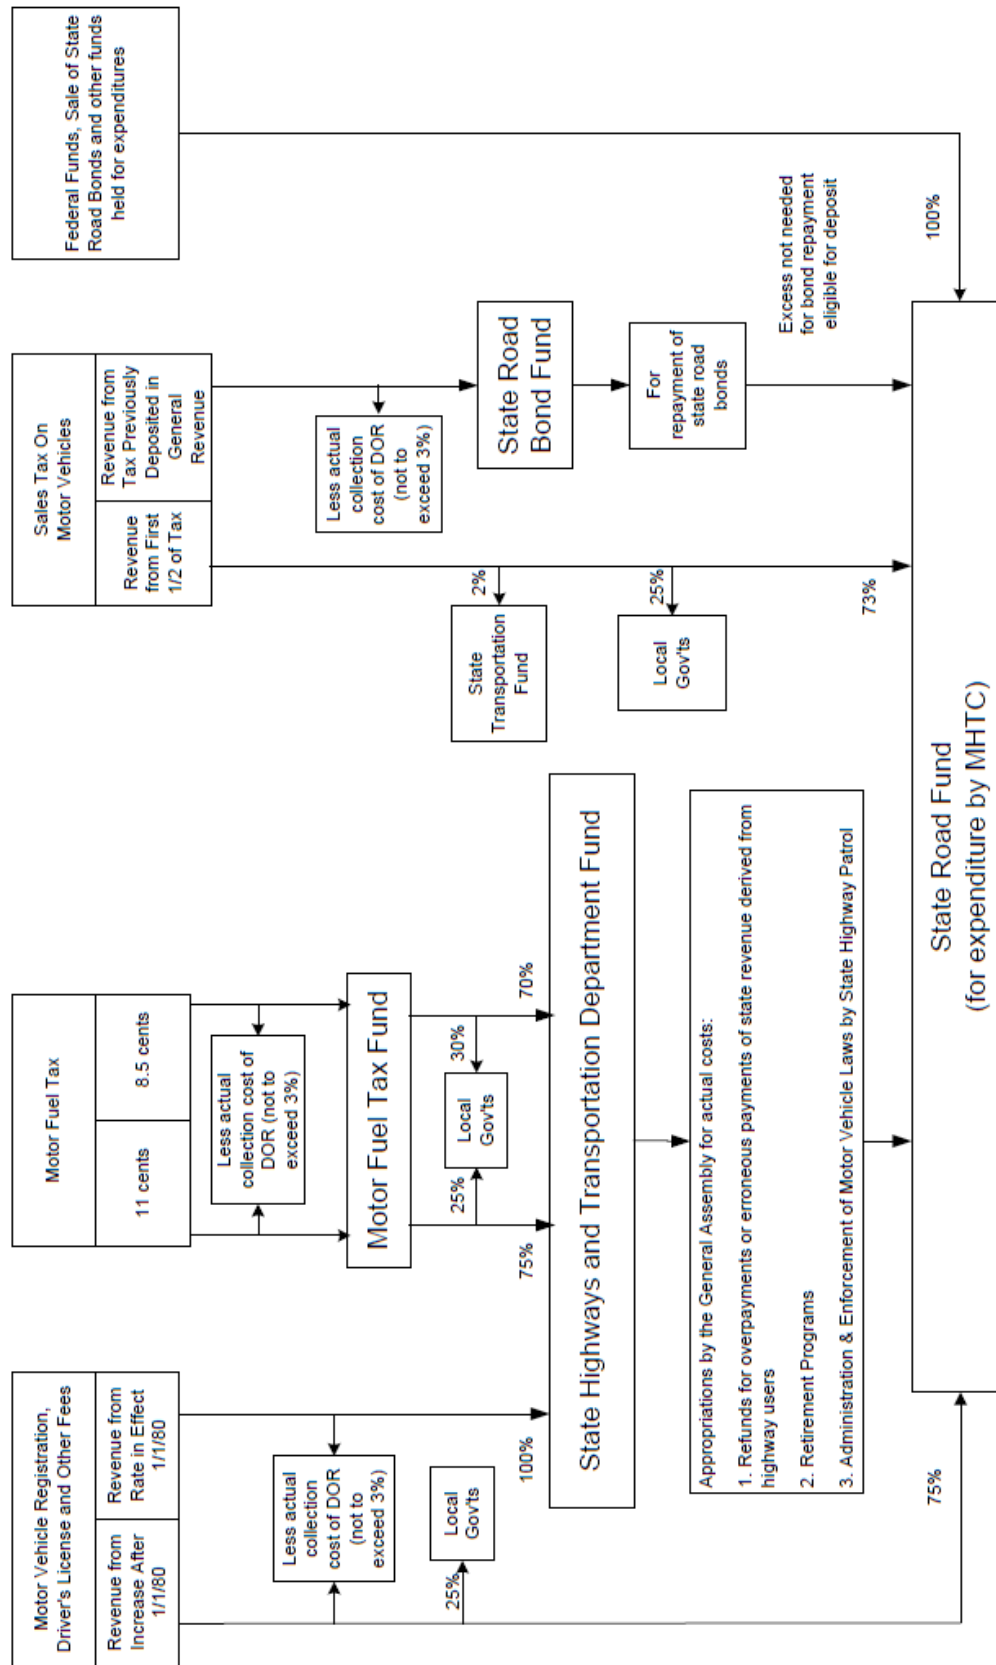 Motor Vehicle Registration,
Driver's License and Other Fees
Revenue from
Increase After
1/1/80
Revenue from
Rate in Effect
1/1/80
Less actual
collection
cost of DOR
(not to
exceed 3%)
25%
Local
Gov'ts
100%
75%
Motor Fuel Tax
11 cents
8.5 cents
Less actual
collection cost of
DOR (not to
exceed 3%)
Motor Fuel Tax Fund
25%
Local
Gov'ts
30%
75%
70%
State Highways and Transportation Department Fund
Appropriations by the General Assembly for actual costs:
1. Refunds for overpayments or erroneous payments of state revenue derived from
highway users
2. Retirement Programs
3. Administration & Enforcement of Motor Vehicle Laws by State Highway Patrol
Sales Tax On
Motor Vehicles
Revenue
from First
1/2 of Tax
Revenue from
Tax Previously
Deposited in
General
Revenue
Less actual
collection
cost of DOR
(not to
exceed 3%)
State
Transportation
Fund
2%
State Road
Bond Fund
Local
Gov'ts
25%
For
repayment of
state road
bonds
73%
Excess not needed
for bond repayment
eligible for deposit
Federal Funds, Sale of State
Road Bonds and other funds
held for expenditures
100%
State Road Fund
(for expenditure by MHTC)